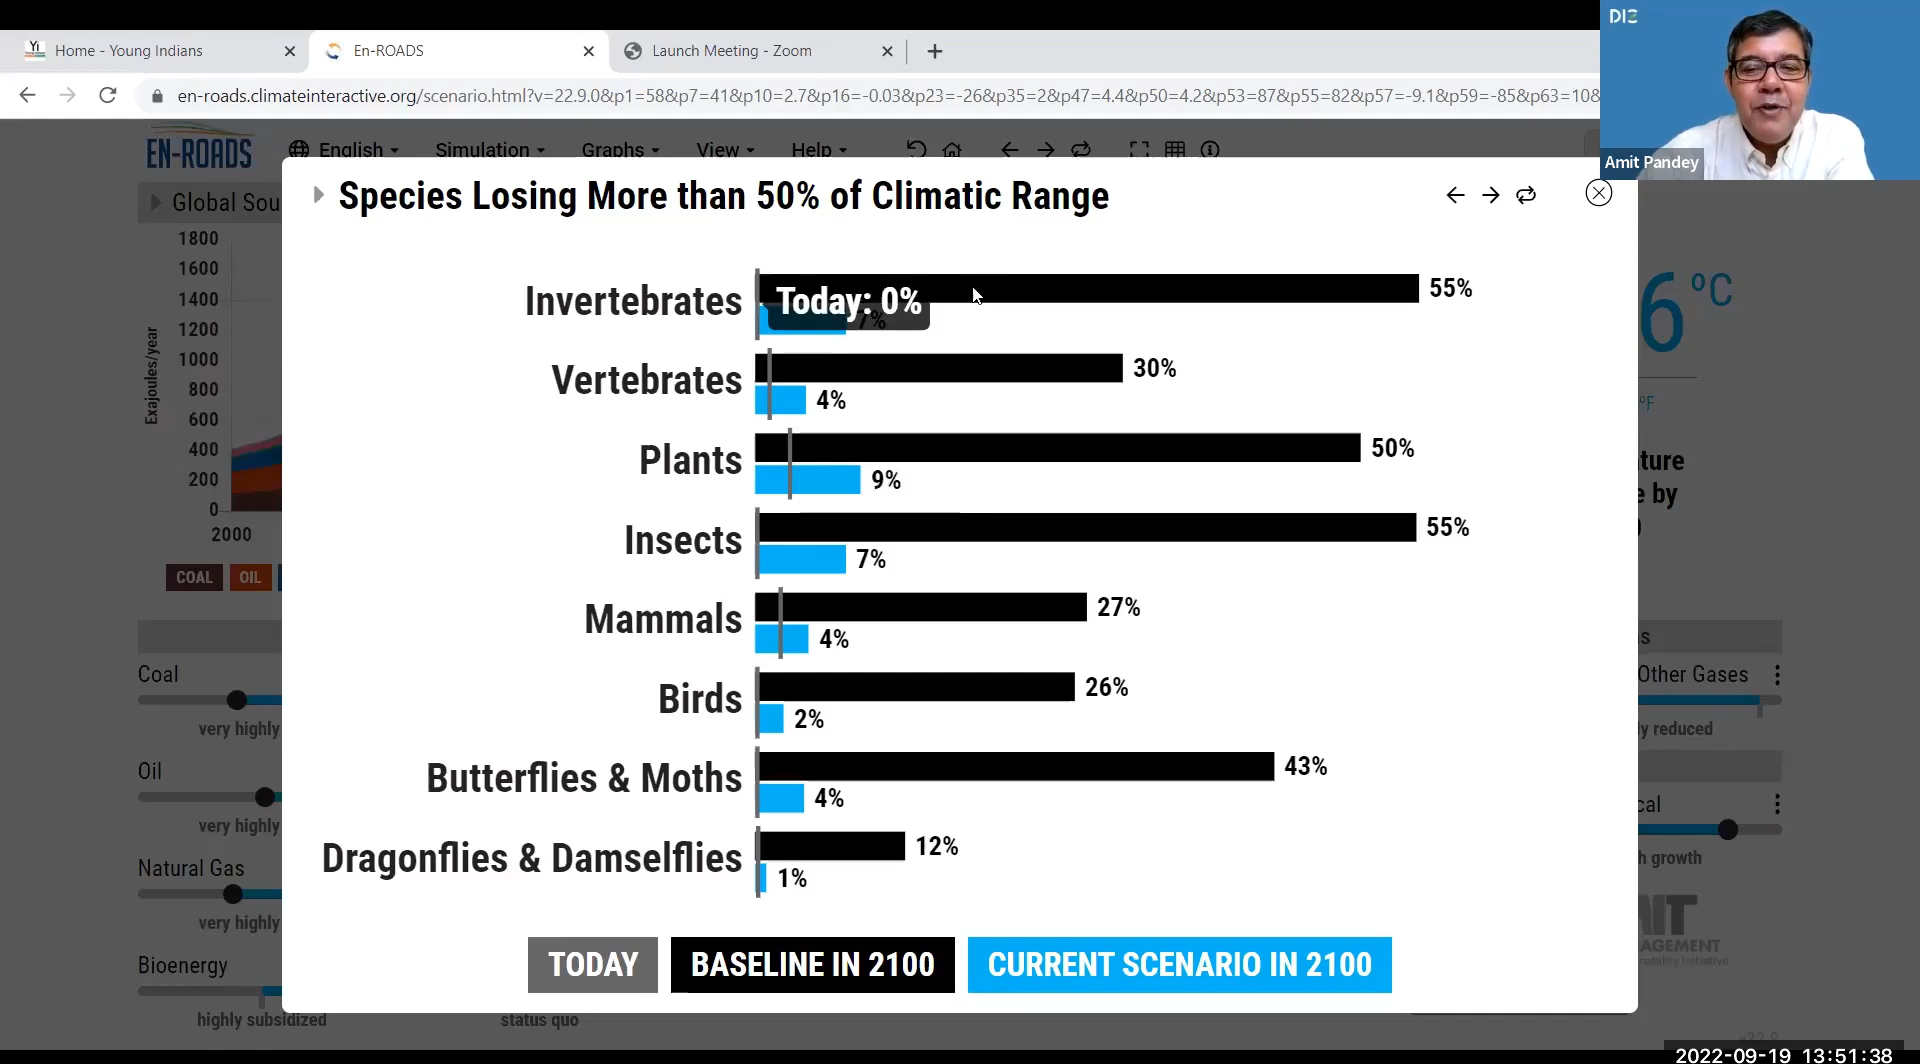 Home - Young Indians
En-ROADS
Launch Meeting - Zoom
en-roads.climateinteractive.org/scenario.html?v=22.9.0&p1=58&p7=41&p10=2.7&p16=-0.03&p23=-26&p35=2&p47=4.4&p50=4.2&p53=87&p55=82&p57=-9.1&p59=-85&p63=10&
DIZ
Amit Pandey
EN-ROADS
English
Simulation
Graphs
View
Help
Global Sou
Species Losing More than 50% of Climatic Range
1800
1600
1400
1200
1000
800
600
400
200
0
Exajoules/year
2000
COAL
OIL
Invertebrates
55%
Today: 0%
7%
Vertebrates
30%
4%
Plants
50%
9%
Insects
55%
7%
Mammals
27%
4%
Birds
26%
2%
Butterflies & Moths
43%
4%
Dragonflies & Damselflies
12%
1%
TODAY
BASELINE IN 2100
CURRENT SCENARIO IN 2100
6°C
°F
ture
e by
Coal
very highly
Oil
very highly
Natural Gas
very highly
Bioenergy
highly subsidized
status quo
s
Other Gases
ly reduced
cal
h growth
MIT
AGEMENT
ability Initiative
2022-09-19 13:51:38